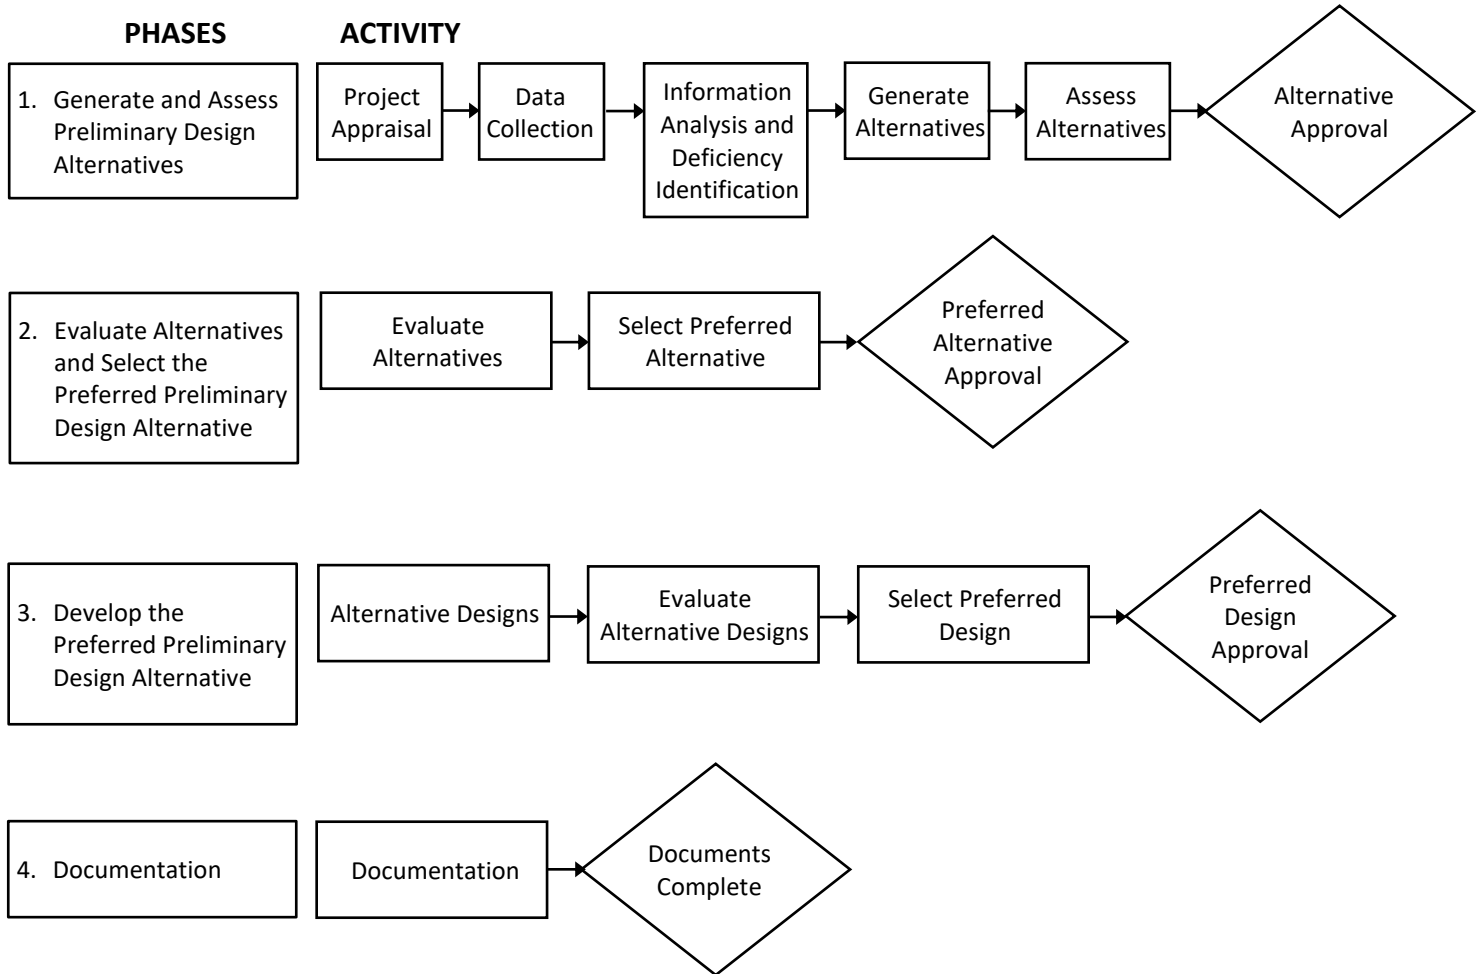 PHASES
ACTIVITY
1. Generate and Assess
Preliminary Design
Alternatives
Project
Appraisal
Data
Collection
Information
Analysis and
Deficiency
Identification
Generate
Alternatives
Assess
Alternatives
Alternative
Approval
2. Evaluate Alternatives
and Select the
Preferred Preliminary
Design Alternative
Evaluate
Alternatives
Select Preferred
Alternative
Preferred
Alternative
Approval
3. Develop the
Preferred Preliminary
Design Alternative
Alternative Designs
Evaluate
Alternative Designs
Select Preferred
Design
Preferred
Design
Approval
4. Documentation
Documentation
Documents
Complete